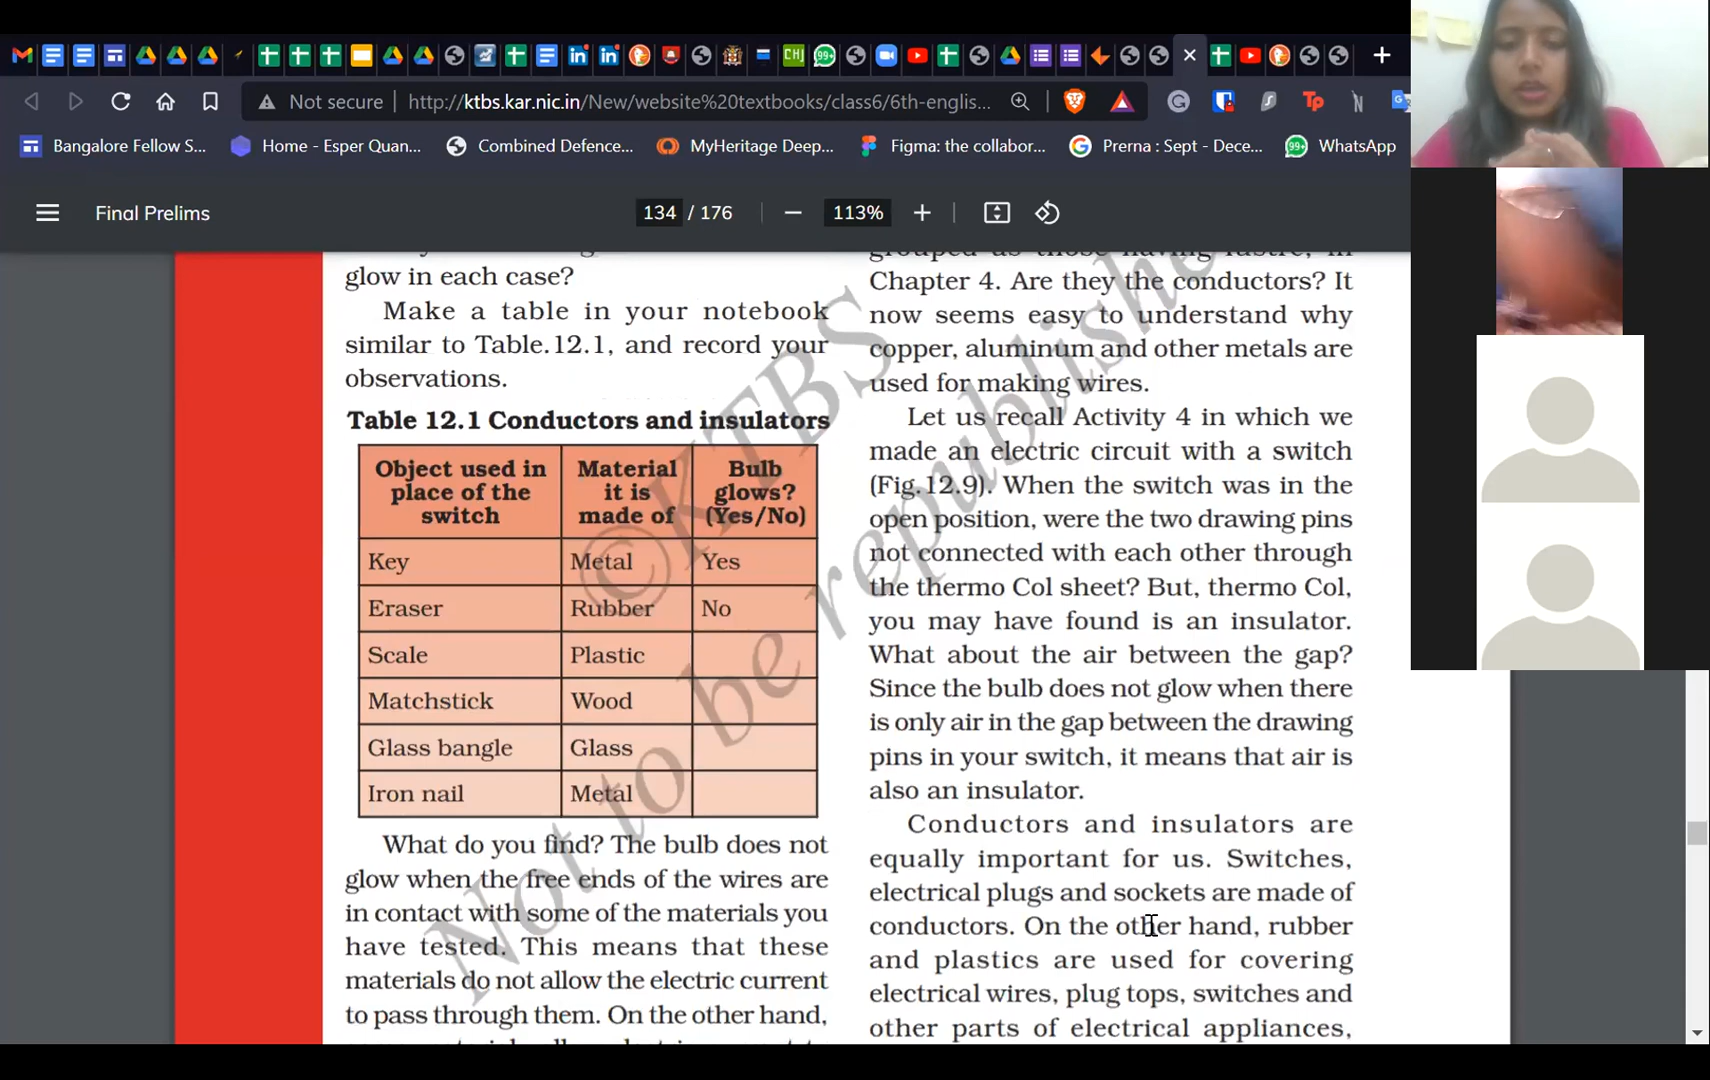 Not secure
http://ktbs.kar.nic.in/New/website%20textbooks/class6/6th-englis...
Bangalore Fellow S...
Home - Esper Quan...
Combined Defence...
MyHeritage Deep...
Figma: the collabor...
Prerna : Sept - Dece...
99+
WhatsApp
Final Prelims
134 / 176
113%
glow in each case?
Make a table in your notebook
similar to Table.12.1, and record your
observations.
Table 12.1 Conductors and insulators
Object used in place of the switch Material it is made of Bulb glows? (Yes/No)
Key Metal Yes
Eraser Rubber No
Scale Plastic
Matchstick Wood
Glass bangle Glass
Iron nail Metal
What do you find? The bulb does not
glow when the free ends of the wires are
in contact with some of the materials you
have tested. This means that these
materials do not allow the electric current
to pass through them. On the other hand,
grouped as those having lustre, in
Chapter 4. Are they the conductors? It
now seems easy to understand why
copper, aluminum and other metals are
used for making wires.
Let us recall Activity 4 in which we
made an electric circuit with a switch
(Fig.12.9). When the switch was in the
open position, were the two drawing pins
not connected with each other through
the thermo Col sheet? But, thermo Col,
you may have found is an insulator.
What about the air between the gap?
Since the bulb does not glow when there
is only air in the gap between the drawing
pins in your switch, it means that air is
also an insulator.
Conductors and insulators are
equally important for us. Switches,
electrical plugs and sockets are made of
conductors. On the other hand, rubber
and plastics are used for covering
electrical wires, plug tops, switches and
other parts of electrical appliances,
©KTBS
Not to be republishe